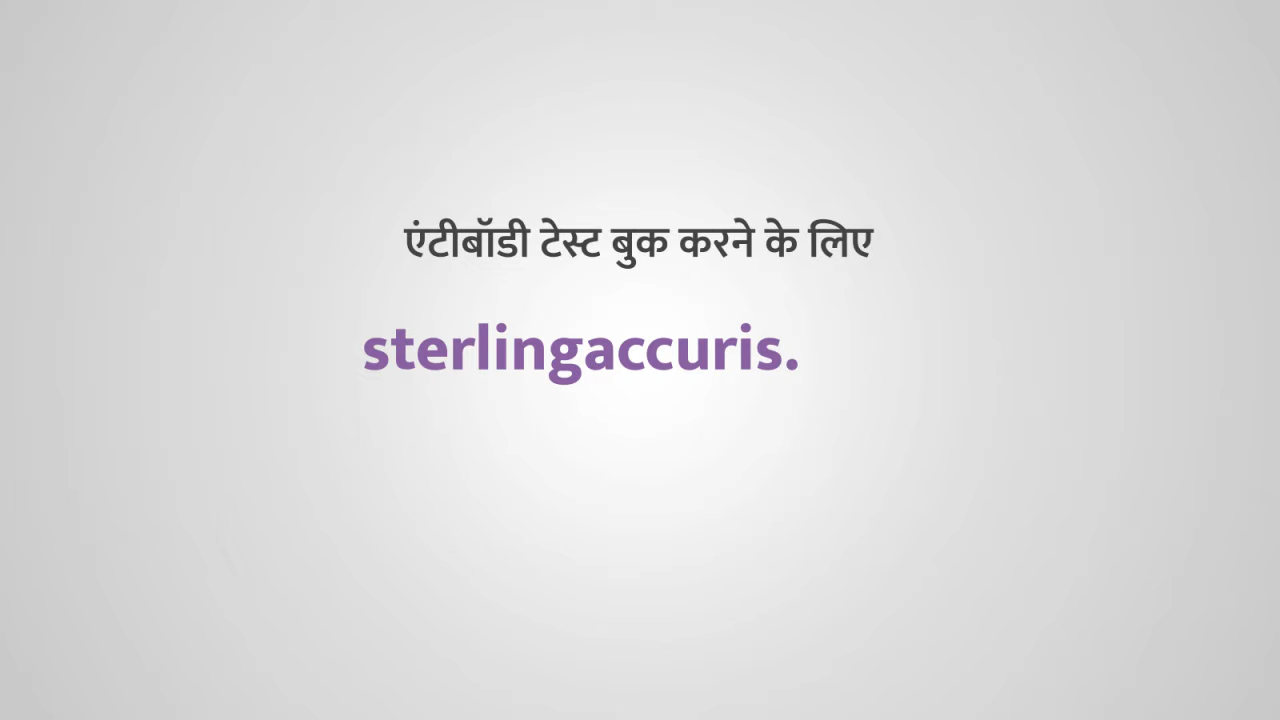 एंटीबॉडी टेस्ट बुक करने के लिए
sterlingaccuris.